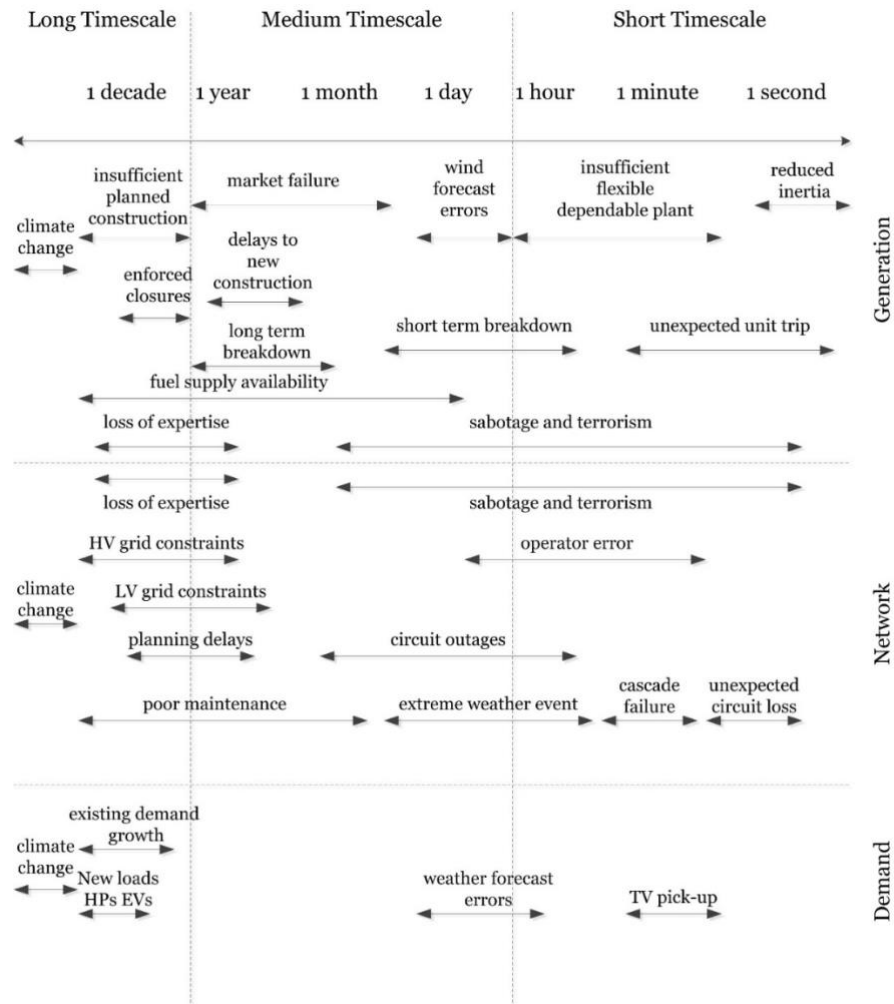 Long Timescale
Medium Timescale
Short Timescale
1 decade
1 year
1 month
1 day
1 hour
1 minute
1 second
Generation
climate
change
insufficient
planned
construction
market failure
wind
forecast
errors
insufficient
flexible
dependable plant
reduced
inertia
enforced
closures
delays to
new
construction
long term
breakdown
short term breakdown
unexpected unit trip
fuel supply availability
loss of expertise
sabotage and terrorism
Network
loss of expertise
sabotage and terrorism
HV grid constraints
operator error
climate
change
LV grid constraints
planning delays
circuit outages
poor maintenance
extreme weather event
cascade
failure
unexpected
circuit loss
Demand
existing demand
growth
climate
change
New loads
HPs EVs
weather forecast
errors
TV pick-up